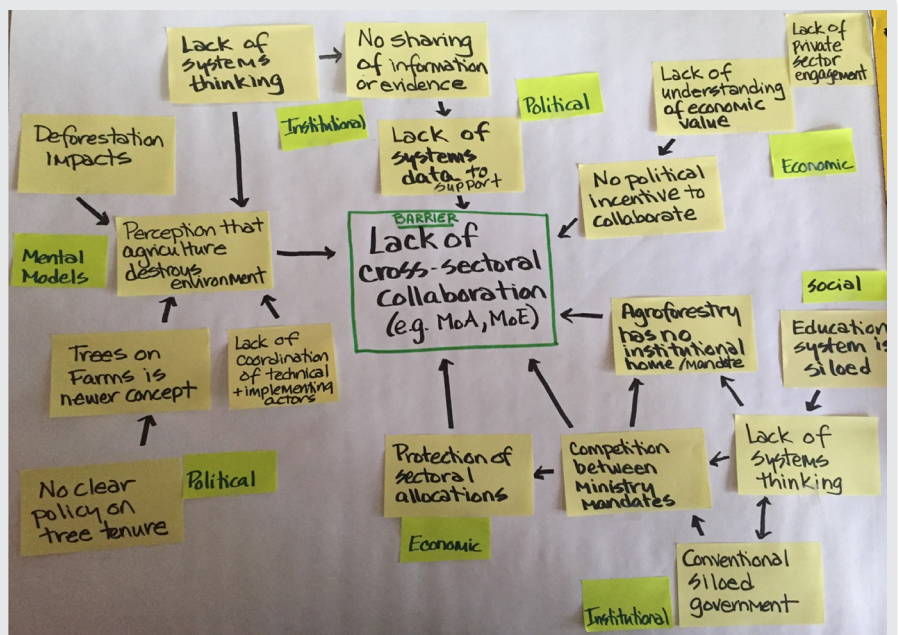 Lack of
systems
thinking
No sharing
of information
or evidence
Lack of
Private
sector
engagement
Lack of
understanding
of economic
value
Political
Institutional
Deforestation
impacts
Lack of
systems
data to
support
Economic
No political
incentive to
collaborate
Perception that
agriculture
destroys
environment
Mental
Models
BARRIER
Lack of
cross-sectoral
collaboration
(e.g. MoA, MoE)
social
Agroforestry
has no
institutional
home/Mandate
Education
system is
siloed
Trees on
Farms is
newer concept
Lack of
coordination
of technical
+implementing
actors
Protection of
sectoral
allocations
Competition
between
Ministry
Mandates
Lack of
systems
thinking
No clear
policy on
tree tenure
Political
Economic
Conventional
siloed
government
Institutional